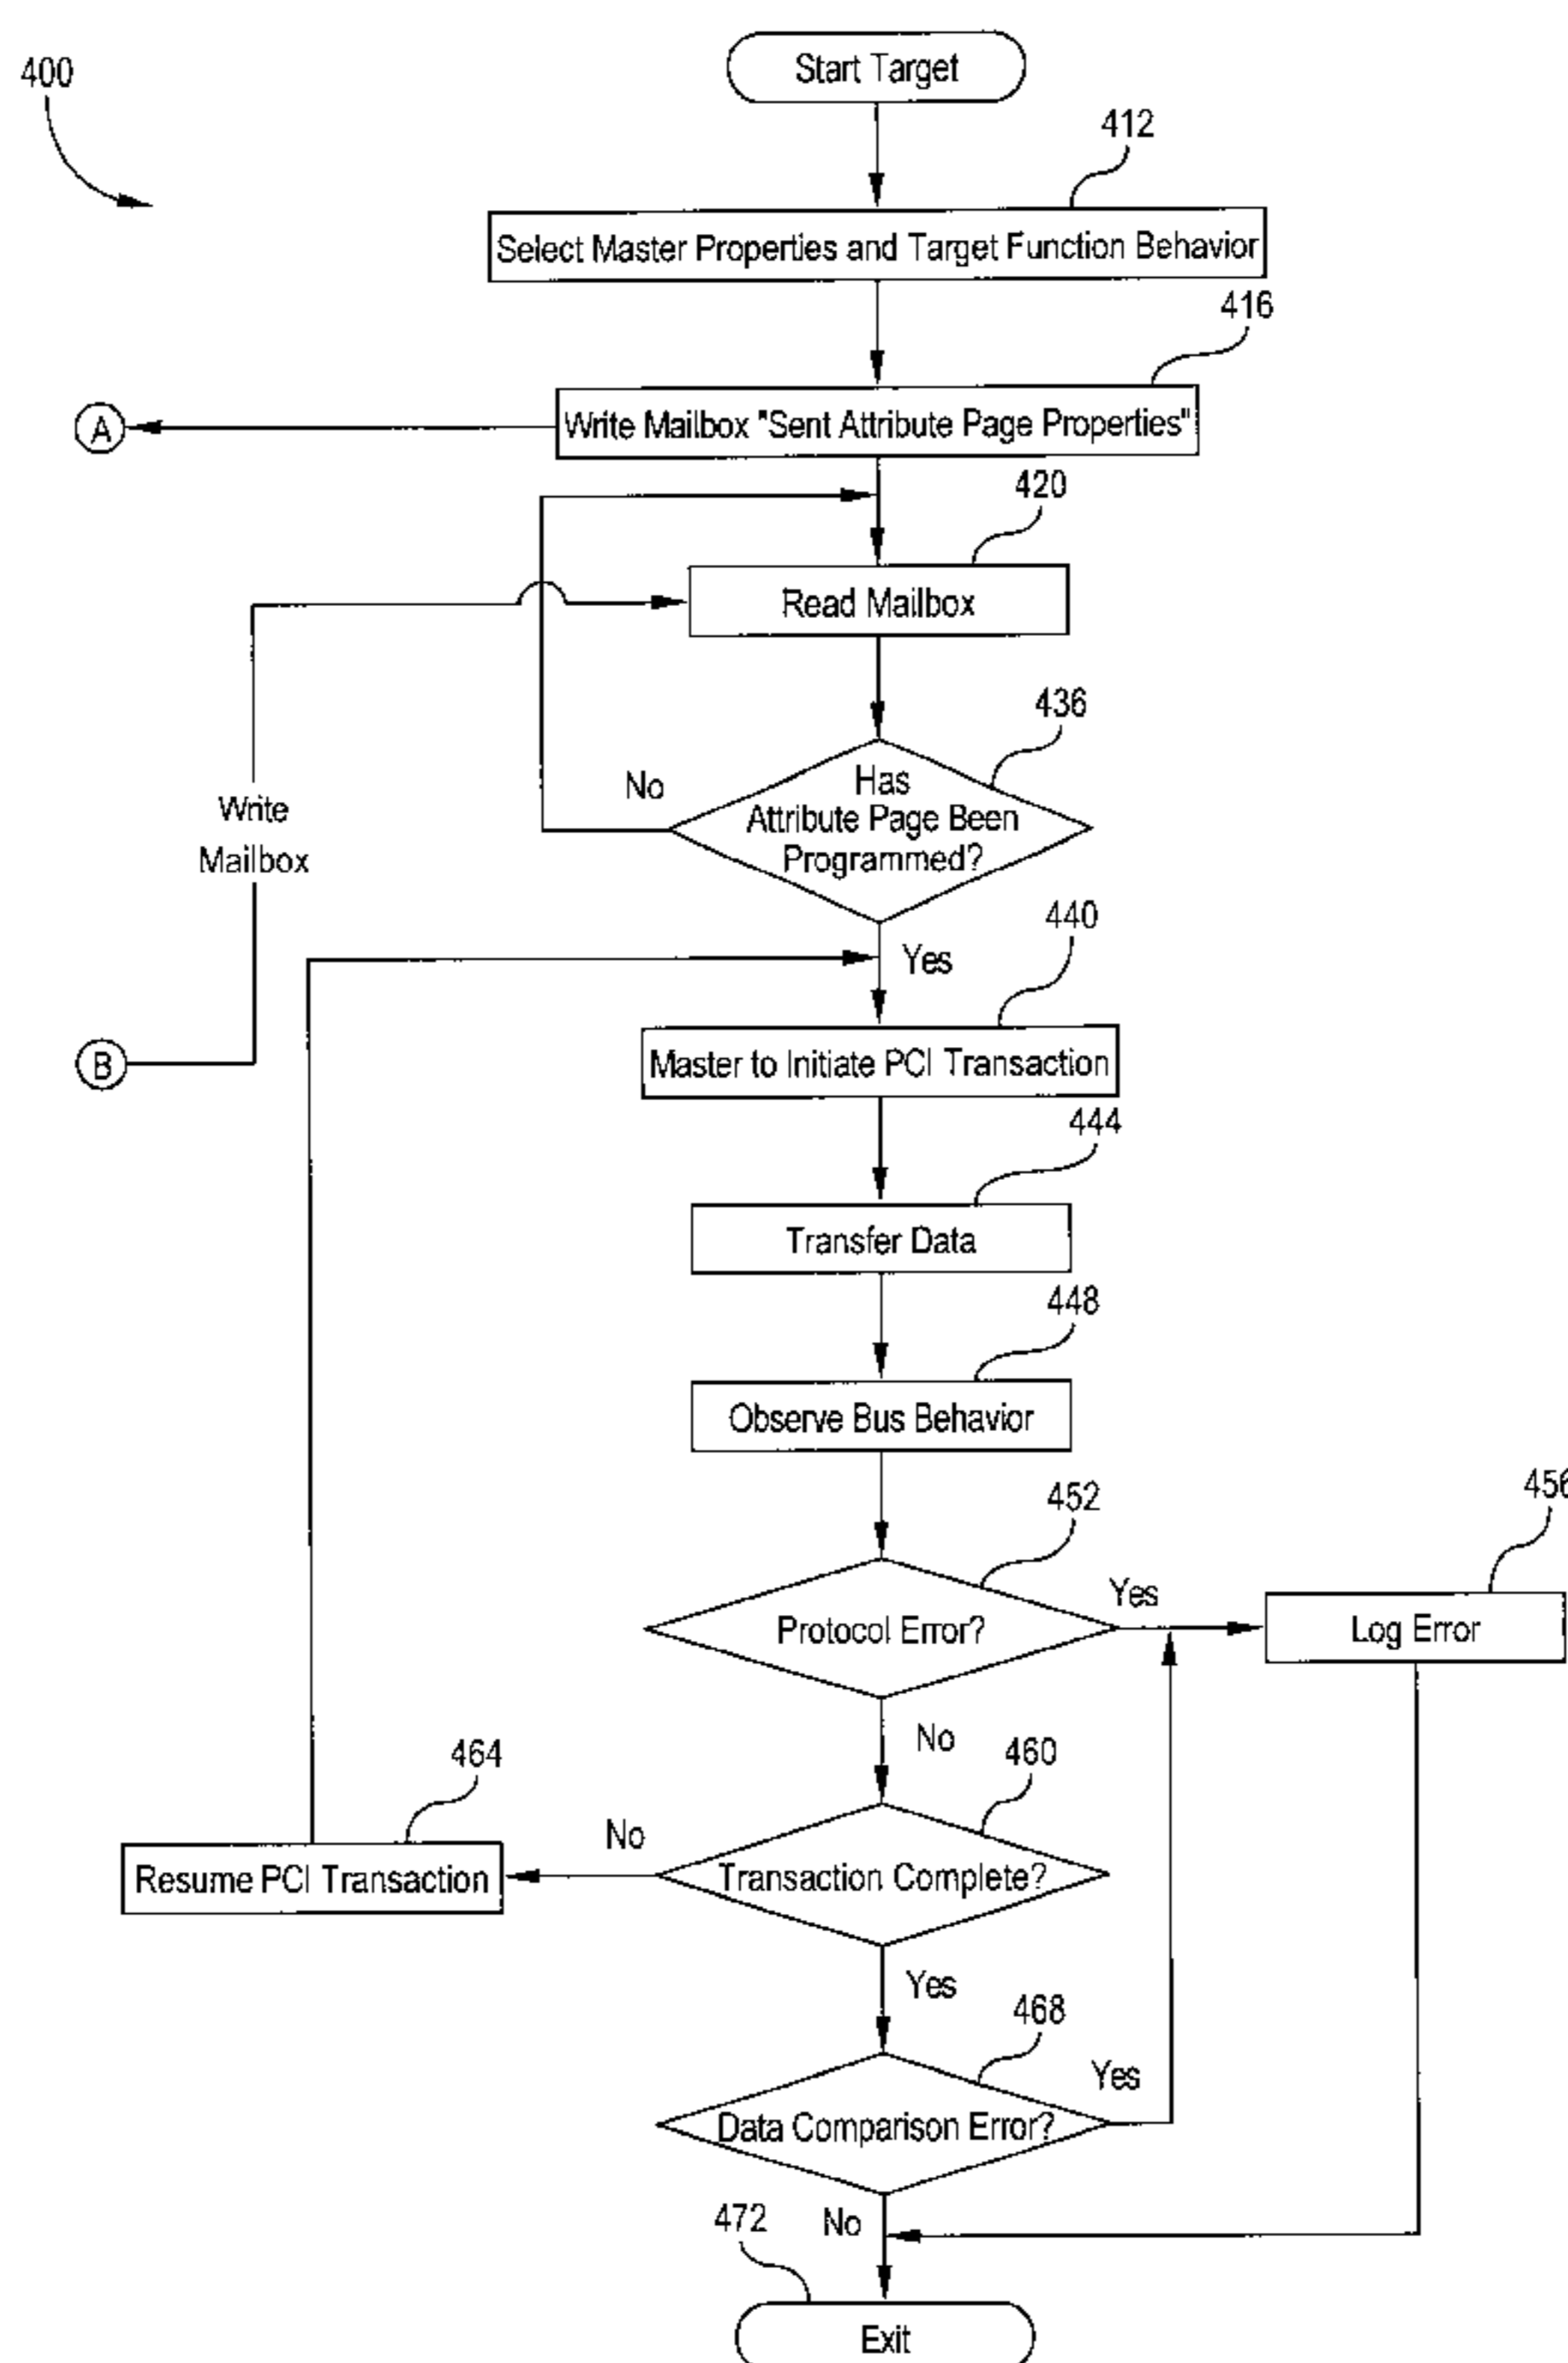 400
Start Target
412
Select Master Properties and Target Function Behavior
416
A
Write Mailbox "Sent Attribute Page Properties"
420
Read Mailbox
436
No
Has
Attribute Page Been
Programmed?
Write
Mailbox
440
Yes
B
Master to Initiate PCI Transaction
444
Transfer Data
448
Observe Bus Behavior
452
456
Yes
Protocol Error?
Log Error
No
460
464
No
Resume PCI Transaction
Transaction Complete?
Yes
468
Yes
Data Comparison Error?
472
No
Exit